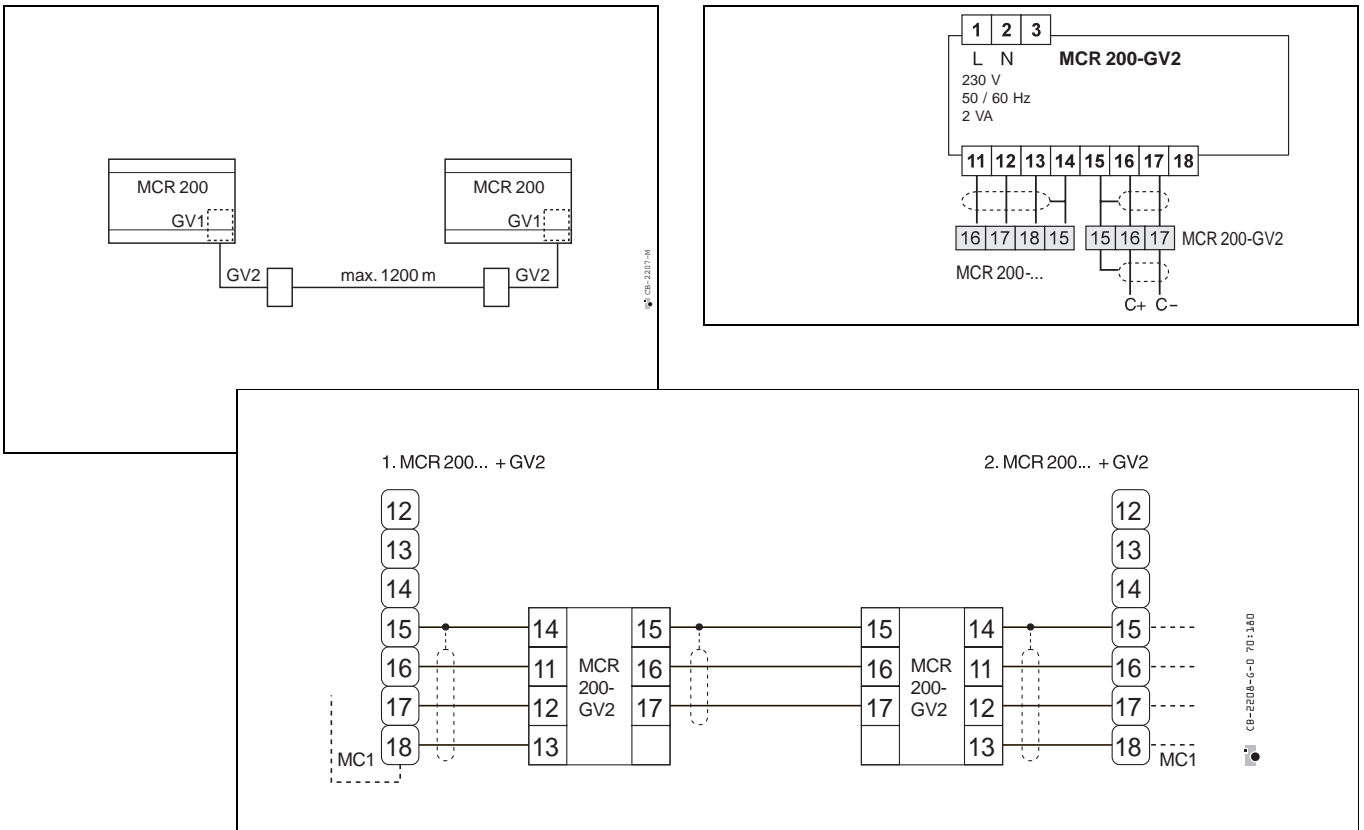 MCR 200
GV1
MCR 200
GV1
GV2
max. 1200 m
GV2
CB-2207-M
1 2 3
L N
MCR 200-GV2
230 V
50 / 60 Hz
2 VA
11 12 13 14 15 16 17 18
16 17 18 15
15 16 17
MCR 200-GV2
MCR 200-...
C+ C-
1. MCR 200... + GV2
2. MCR 200... + GV2
12
12
13
13
14
14
15 14 15 15 14 15
16 11 MCR 16 16 MCR 11 16
200-
200-
17 12 GV2 17 17 GV2 12 17
18 13 13 18
MC1
MC1
CB-2208-G-O 70:180